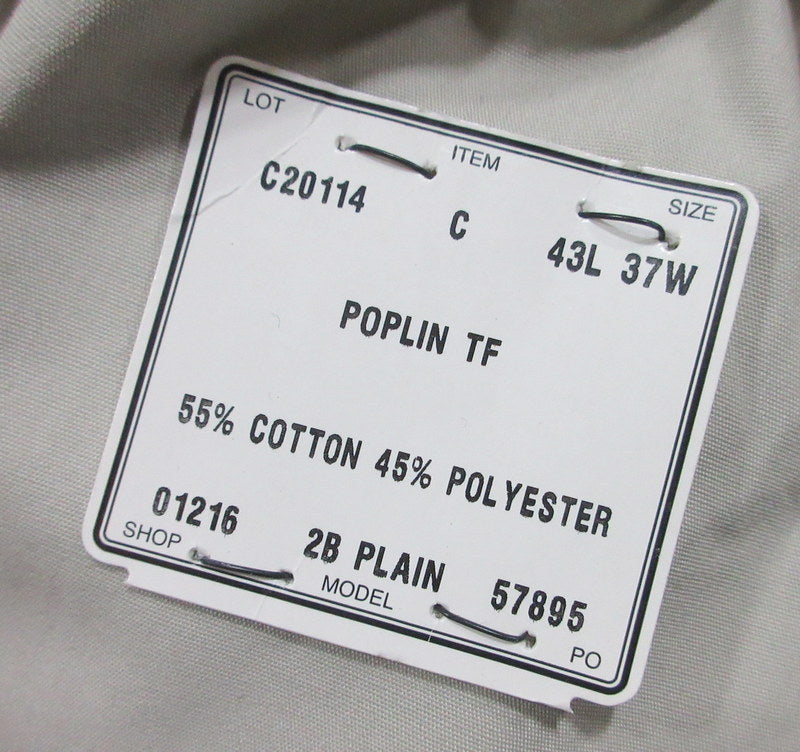 LOT ITEM SIZE
C20114 C 43L 37W
POPLIN TF
55% COTTON 45% POLYESTER
01216 2B PLAIN 57895
SHOP MODEL PO